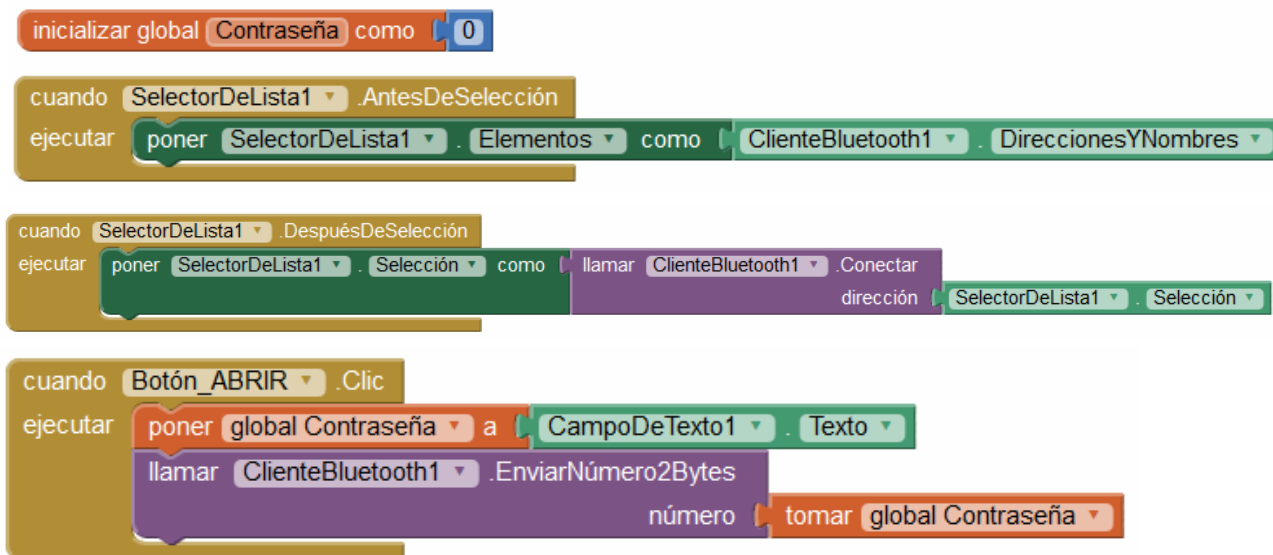 inicializar global Contraseña como 0
cuando SelectorDeLista1 .AntesDeSelección
ejecutar poner SelectorDeLista1 . Elementos como ClienteBluetooth1 . DireccionesYNombres
cuando SelectorDeLista1 .DespuésDeSelección
ejecutar poner SelectorDeLista1 . Selección como llamar ClienteBluetooth1 .Conectar
dirección SelectorDeLista1 . Selección
cuando Botón_ABRIR .Clic
ejecutar poner global Contraseña a CampoDeTexto1 . Texto
llamar ClienteBluetooth1 .EnviarNúmero2Bytes
número tomar global Contraseña